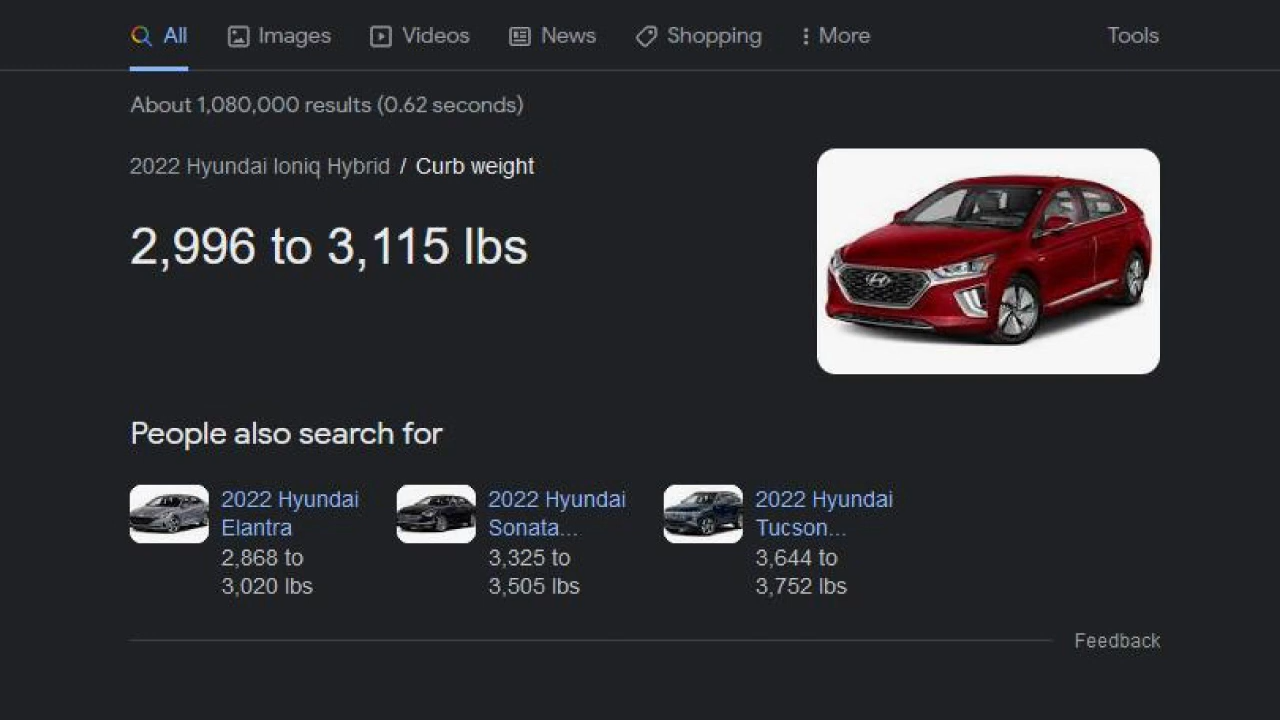 All Images Videos News Shopping More Tools
About 1,080,000 results (0.62 seconds)
2022 Hyundai Ioniq Hybrid / Curb weight
2,996 to 3,115 lbs
People also search for
2022 Hyundai
Elantra
2,868 to
3,020 lbs
2022 Hyundai
Sonata...
3,325 to
3,505 lbs
2022 Hyundai
Tucson...
3,644 to
3,752 lbs
Feedback